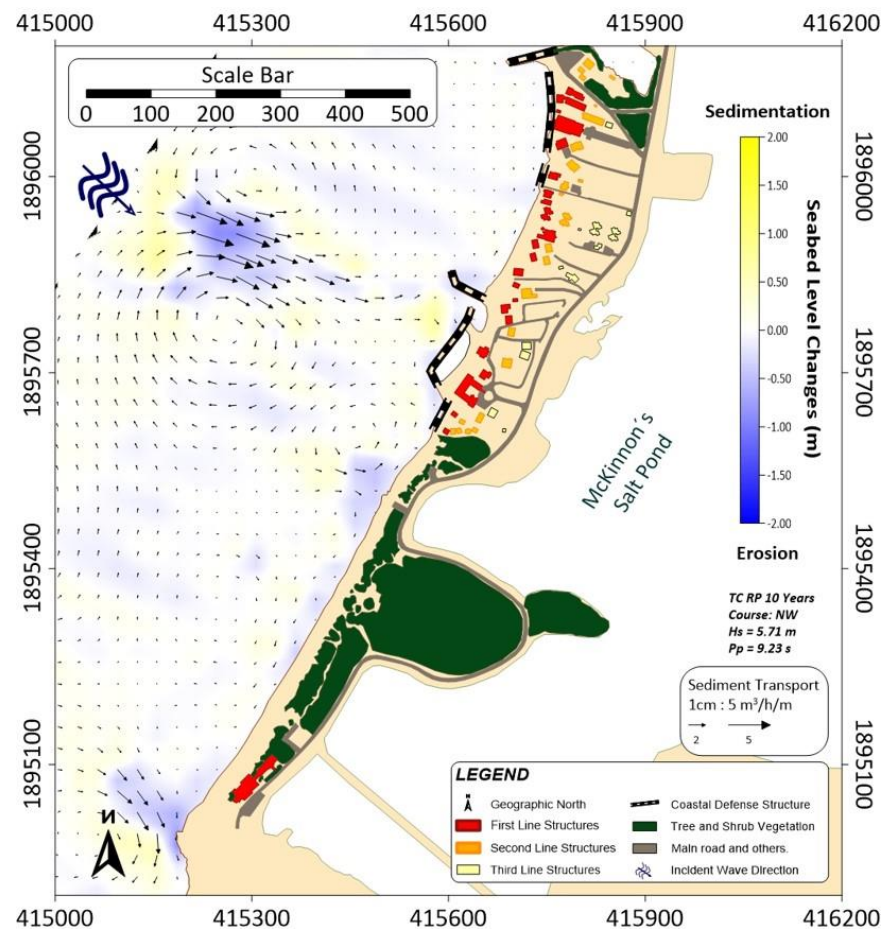 415000 415300 415600 415900 416200
Scale Bar
0 100 200 300 400 500
1896000
1895700
1895400
1895100
Sedimentation
2.00
1.50
1.00
0.50
0.00
-0.50
-1.00
-1.50
-2.00
Seabed Level Changes (m)
Erosion
1896000
1895700
1895400
1895100
McKinnon´s
Salt Pond
TC RP 10 Years
Course: NW
Hs = 5.71 m
Pp = 9.23 s
Sediment Transport
1cm : 5 m³/h/m
2 5
N
LEGEND
Geographic North
First Line Structures
Second Line Structures
Third Line Structures
Coastal Defense Structure
Tree and Shrub Vegetation
Main road and others.
Incident Wave Direction
415000 415300 415600 415900 416200